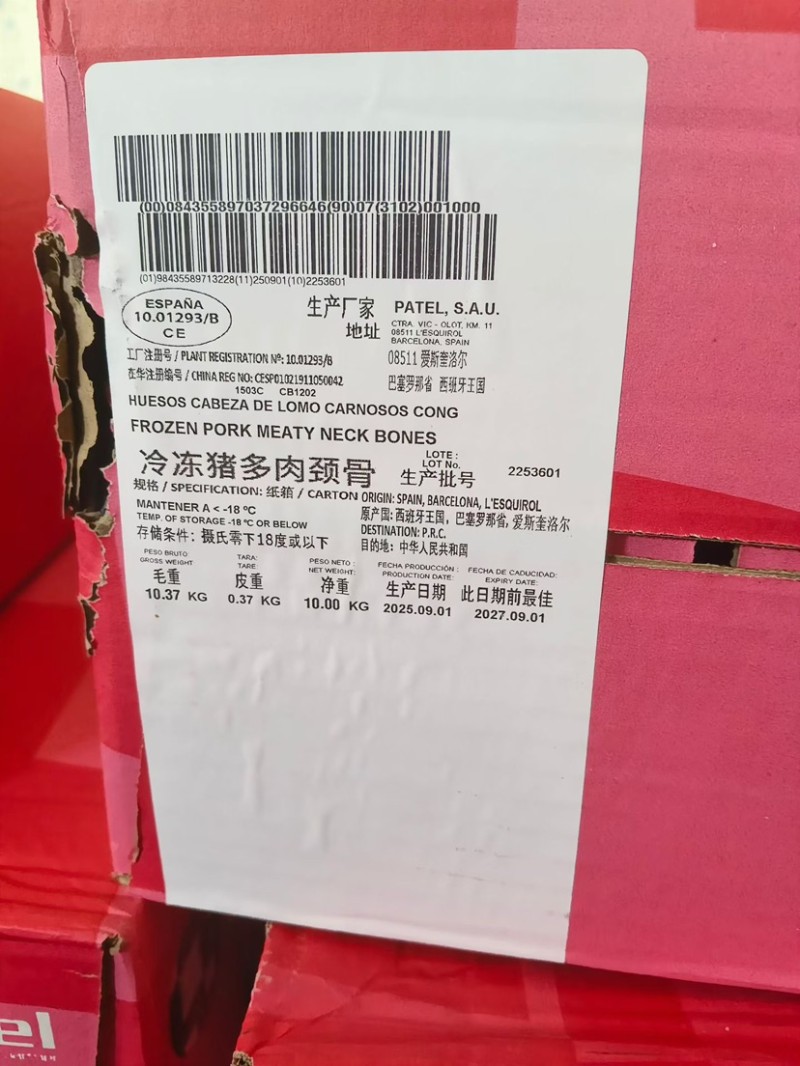 (00)084355897037296646(90)07(3102)001000
(01)98435589713228(11)250901(10)2253601
ESPAÑA
10.01293/B
CE
生产厂家 PATEL, S.A.U.
地址
CTRA. VIC - OLOT, KM. 11
08511 L'ESQUIROL
BARCELONA, SPAIN
08511 爱斯奎洛尔
巴塞罗那省 西班牙王国
工厂注册号 / PLANT REGISTRATION Nº: 10.01293/B
在华注册编号 / CHINA REG NO: CESP01021911050042
1503C CB1202
HUESOS CABEZA DE LOMO CARNOSOS CONG
FROZEN PORK MEATY NECK BONES
冷冻猪多肉颈骨
LOTE :
LOT No.
生产批号
2253601
规格 / SPECIFICATION: 纸箱 / CARTON
ORIGIN: SPAIN, BARCELONA, L'ESQUIROL
原产国: 西班牙王国, 巴塞罗那省, 爱斯奎洛尔
DESTINATION: P.R.C.
目的地: 中华人民共和国
MANTENER A < -18 ºC
TEMP. OF STORAGE -18 ºC OR BELOW
存储条件: 摄氏零下18度或以下
PESO BRUTO
GROSS WEIGHT
毛重
10.37 KG
TARA:
TARE:
皮重
0.37 KG
PESO NETO :
NET WEIGHT:
净重
10.00 KG
FECHA PRODUCCIÓN :
PRODUCTION DATE:
生产日期
2025.09.01
FECHA DE CADUCIDAD:
EXPIRY DATE:
此日期前最佳
2027.09.01
el